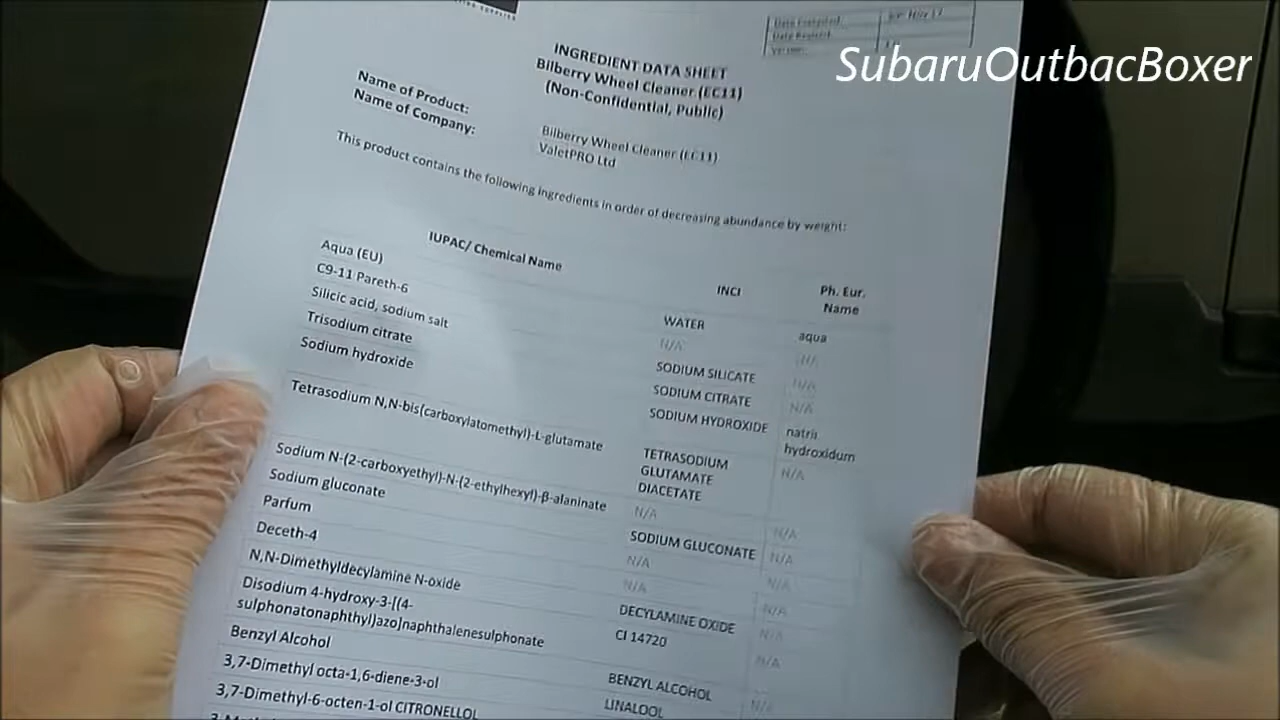 SubaruOutbacBoxer
Date
Date
Version:
INGREDIENT DATA SHEET
Bilberry Wheel Cleaner (EC11)
(Non-Confidential, Public)
Name of Product: Bilberry Wheel Cleaner (EC11)
Name of Company: ValetPRO Ltd
This product contains the following ingredients in order of decreasing abundance by weight:
IUPAC/ Chemical Name INCI Ph. Eur. Name
Aqua (EU) WATER aqua
C9-11 Pareth-6 N/A N/A
Silicic acid, sodium salt SODIUM SILICATE N/A
Trisodium citrate SODIUM CITRATE N/A
Sodium hydroxide SODIUM HYDROXIDE natrii hydroxidum
Tetrasodium N,N-bis(carboxylatomethyl)-L-glutamate TETRASODIUM GLUTAMATE DIACETATE N/A
Sodium N-(2-carboxyethyl)-N-(2-ethylhexyl)-β-alaninate N/A N/A
Sodium gluconate SODIUM GLUCONATE N/A
Parfum N/A N/A
Deceth-4 N/A N/A
N,N-Dimethyldecylamine N-oxide DECYLAMINE OXIDE N/A
Disodium 4-hydroxy-3-[(4-
sulphonatonaphthyl)azo]naphthalenesulphonate CI 14720 N/A
Benzyl Alcohol BENZYL ALCOHOL N/A
3,7-Dimethyl octa-1,6-diene-3-ol LINALOOL
3,7-Dimethyl-6-octen-1-ol CITRONELLOL